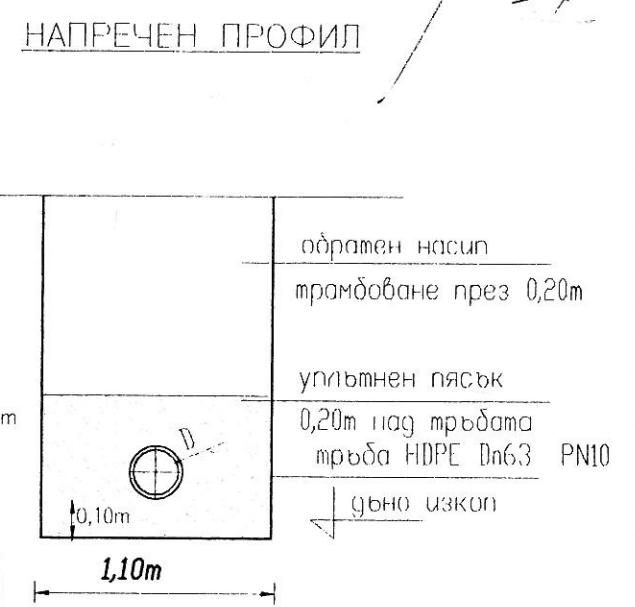 НАПРЕЧЕН ПРОФИЛ
обратен насип
трамбоване през 0,20m
уплътнен пясък
m
0,20m над тръбата
D
тръба HDPE Dn63 PN10
0,10m
дъно изкоп
1,10m